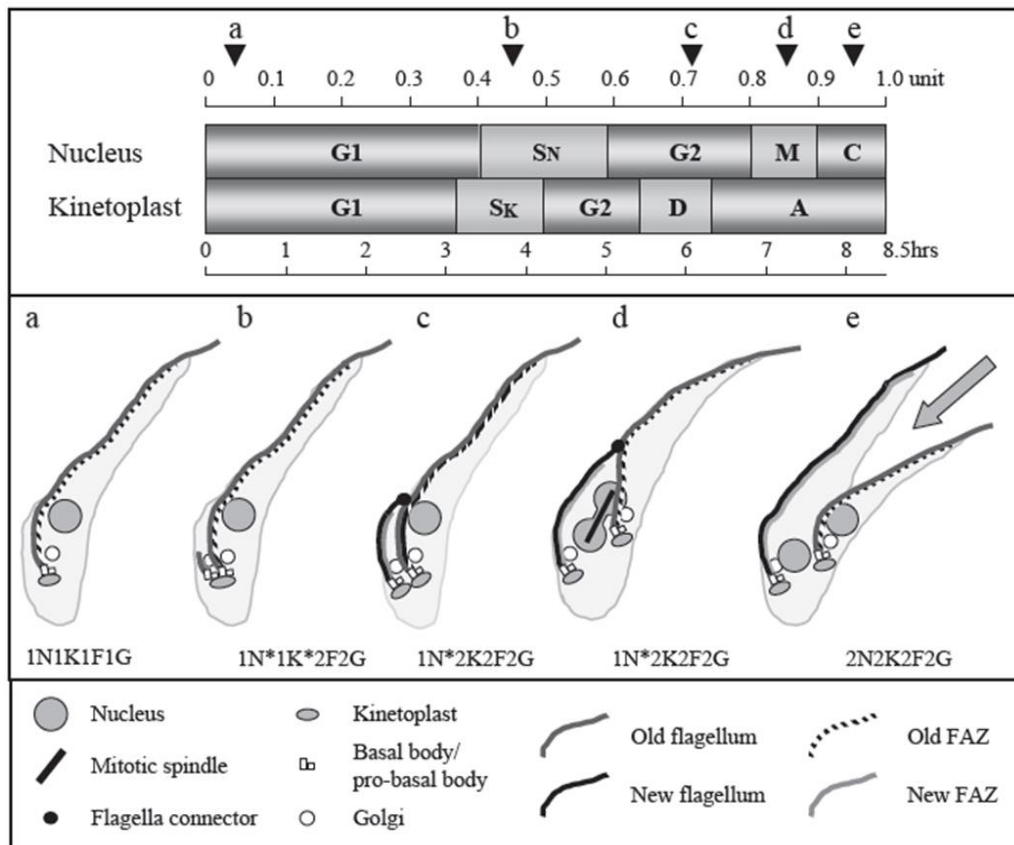 a b c d e
0 0.1 0.2 0.3 0.4 0.5 0.6 0.7 0.8 0.9 1.0 unit
Nucleus G1 SN G2 M C
Kinetoplast G1 SK G2 D A
0 1 2 3 4 5 6 7 8 8.5hrs
a b c d e
1N1K1F1G 1N*1K*2F2G 1N*2K2F2G 1N*2K2F2G 2N2K2F2G
Nucleus Kinetoplast Old flagellum Old FAZ
Mitotic spindle Basal body/
pro-basal body
Flagella connector Golgi New flagellum New FAZ